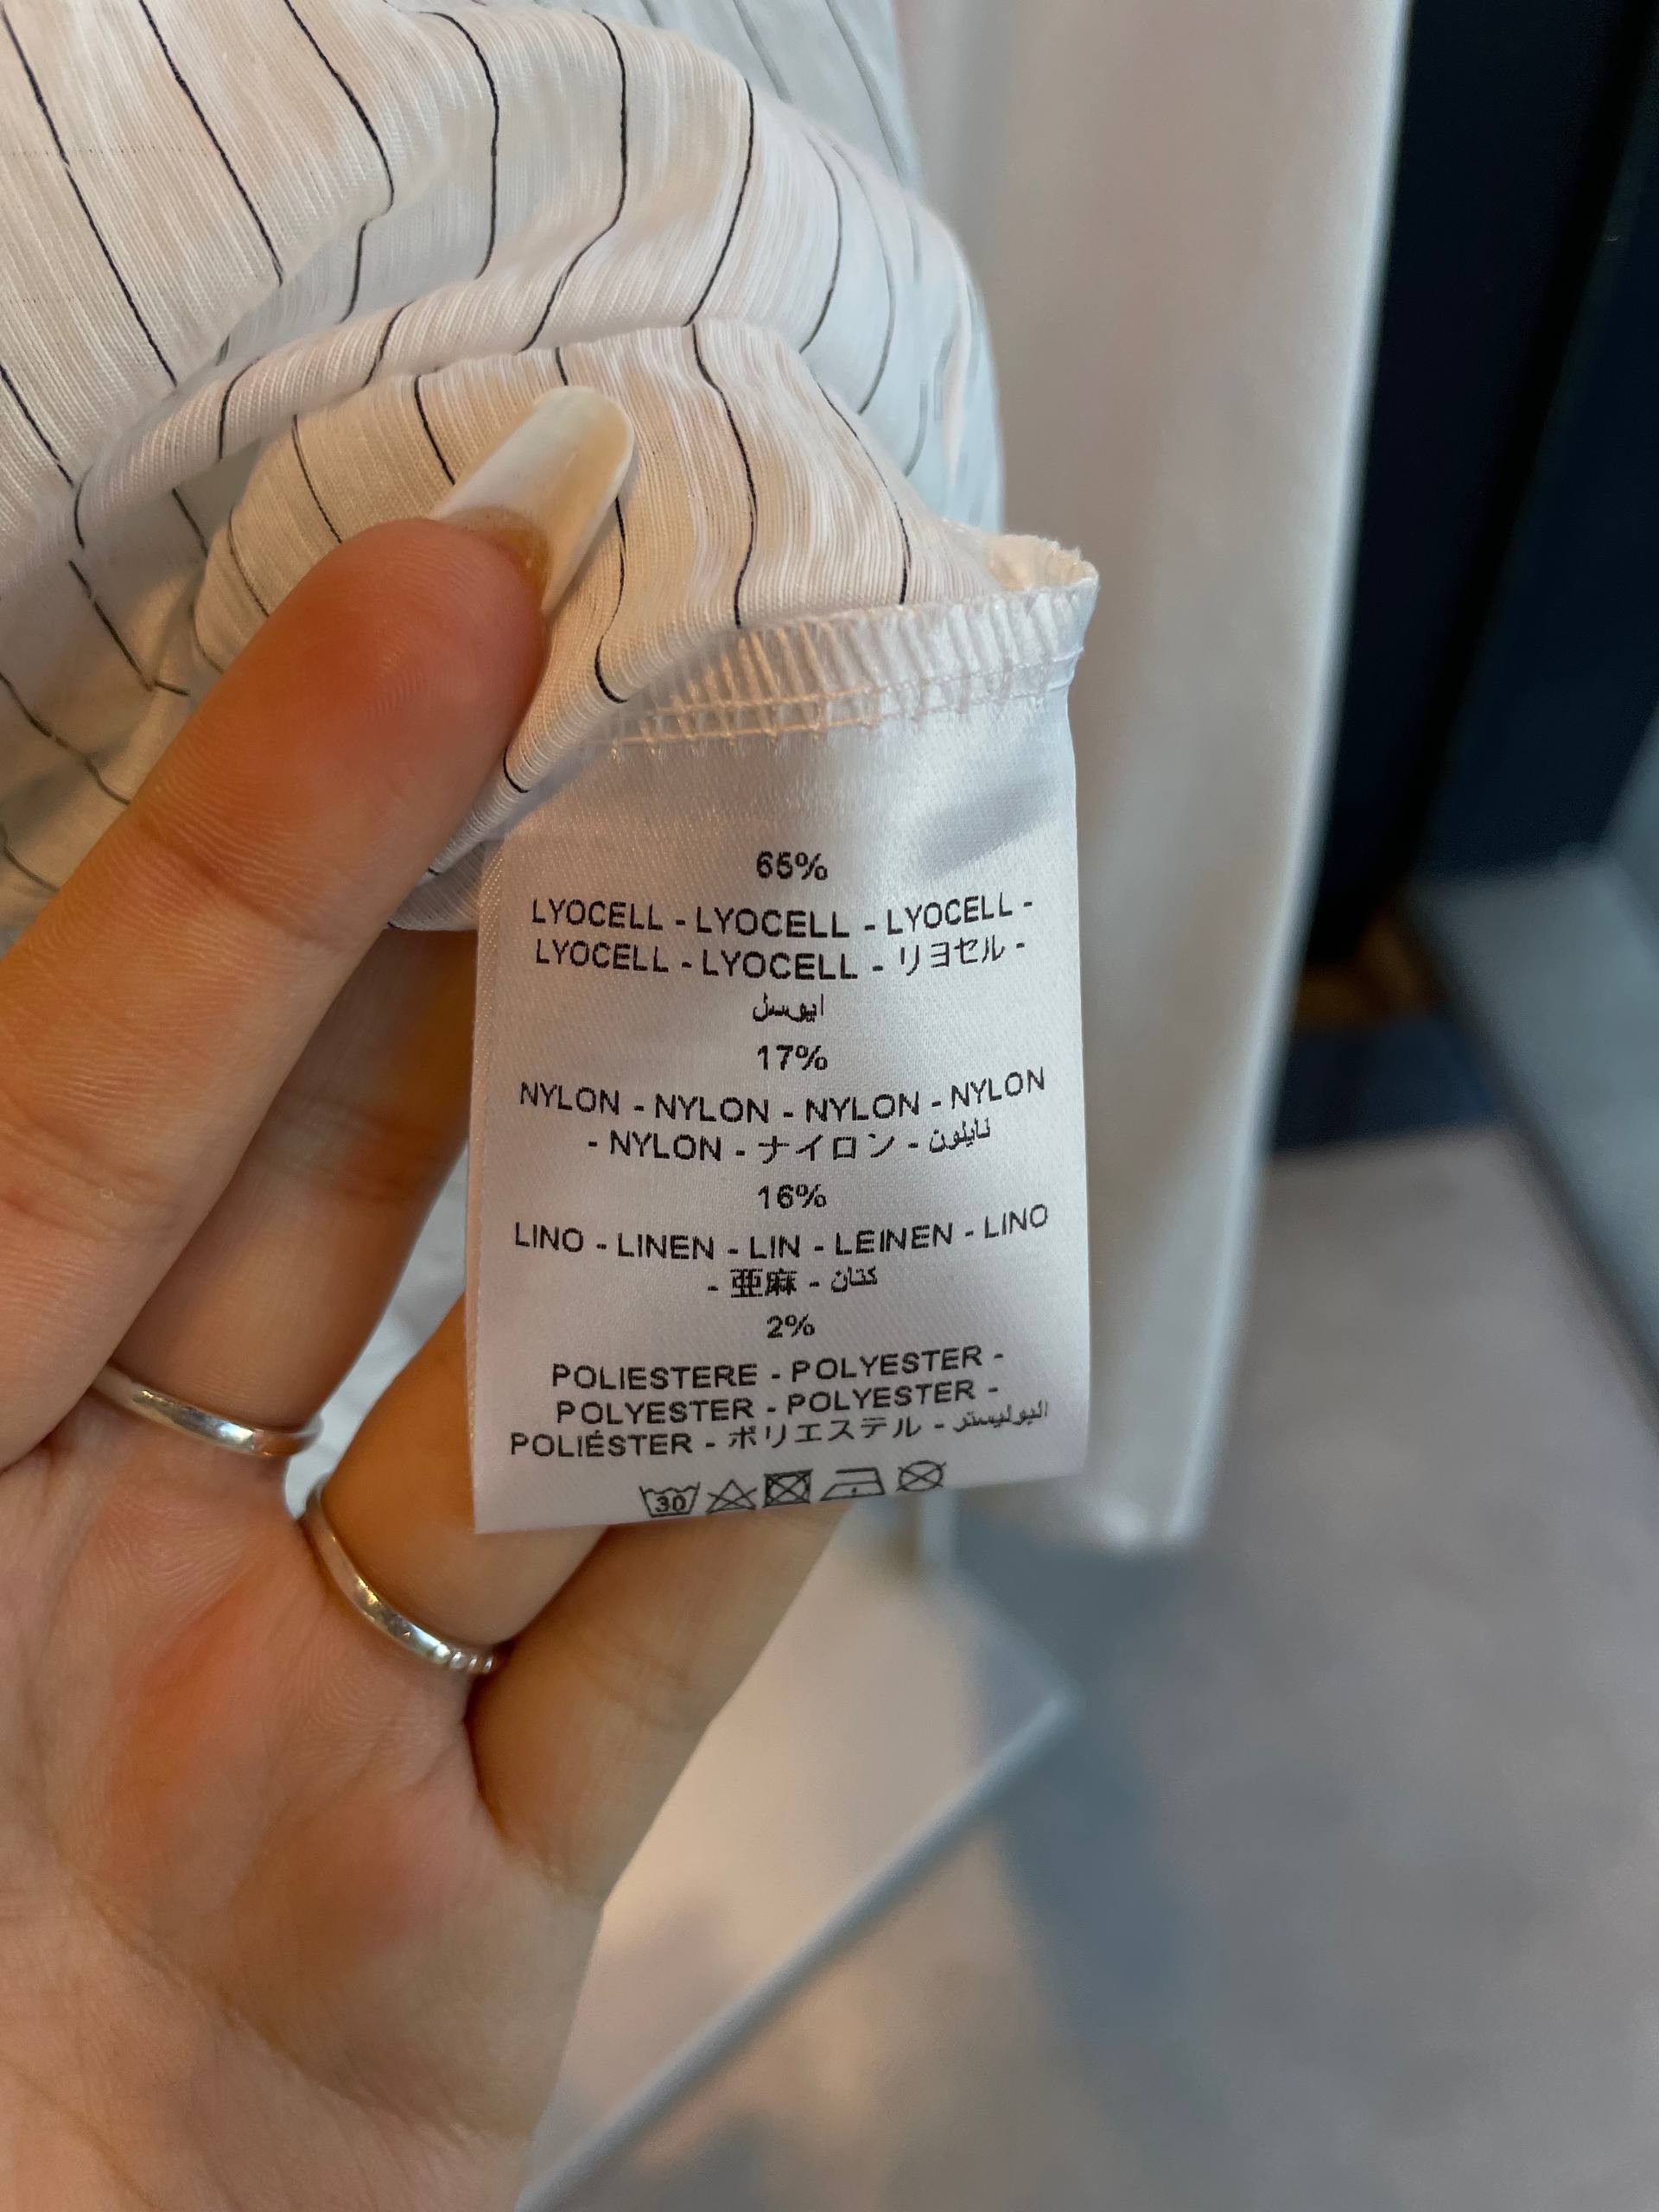 65%
LYOCELL - LYOCELL - LYOCELL -
LYOCELL - LYOCELL - リヨセル -
ايوسل
17%
NYLON - NYLON - NYLON - NYLON
- NYLON - ナイロン - نايلون
16%
LINO - LINEN - LIN - LEINEN - LINO
- 亜麻 - كتان
2%
POLIESTERE - POLYESTER -
POLYESTER - POLYESTER -
POLIÉSTER - ポリエステル - البوليستر
30